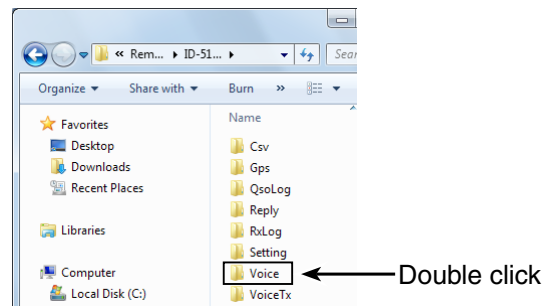 « Rem... ▸ ID-51... ▸
Sear
Organize ▾ Share with ▾ Burn »
Favorites
Desktop
Downloads
Recent Places
Libraries
Computer
Local Disk (C:)
Name
Csv
Gps
QsoLog
Reply
RxLog
Setting
Voice
VoiceTx
Double click